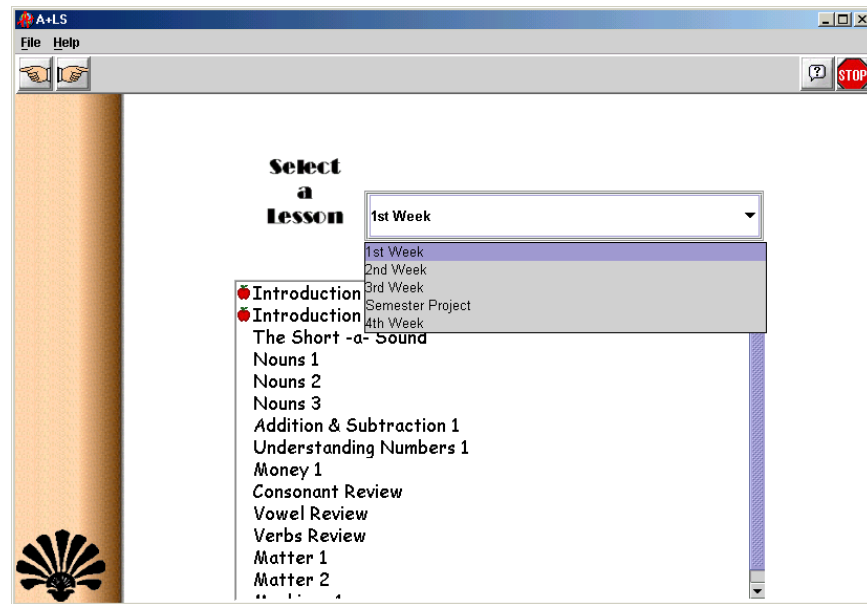 A+LS
File Help
STOP
Select
a
Lesson
1st Week
1st Week
2nd Week
3rd Week
Semester Project
4th Week
Introduction
Introduction
The Short -a- Sound
Nouns 1
Nouns 2
Nouns 3
Addition & Subtraction 1
Understanding Numbers 1
Money 1
Consonant Review
Vowel Review
Verbs Review
Matter 1
Matter 2